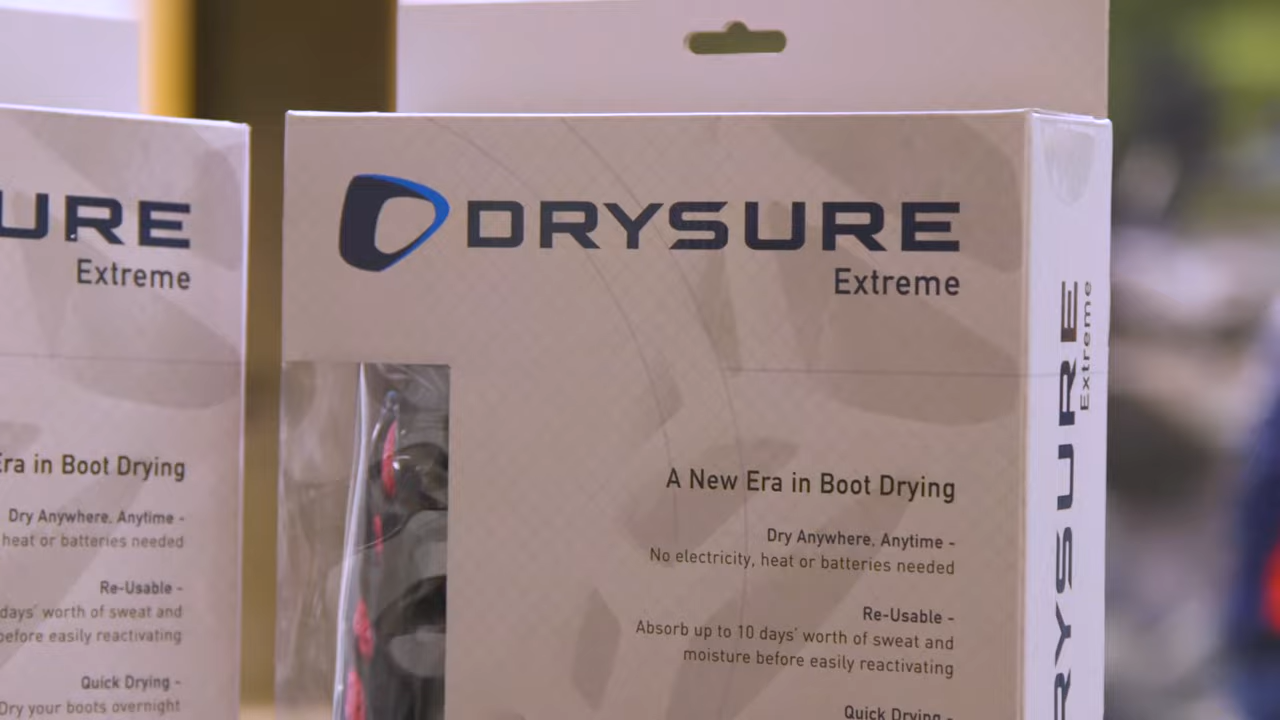 URE
Extreme
Era in Boot Drying
Dry Anywhere, Anytime -
heat or batteries needed
Re-Usable -
days' worth of sweat and
before easily reactivating
Quick Drying -
Dry your boots overnight
DRYSURE
Extreme
A New Era in Boot Drying
Dry Anywhere, Anytime -
No electricity, heat or batteries needed
Re-Usable -
Absorb up to 10 days' worth of sweat and
moisture before easily reactivating
Quick Drying -
RYSURE
Extreme